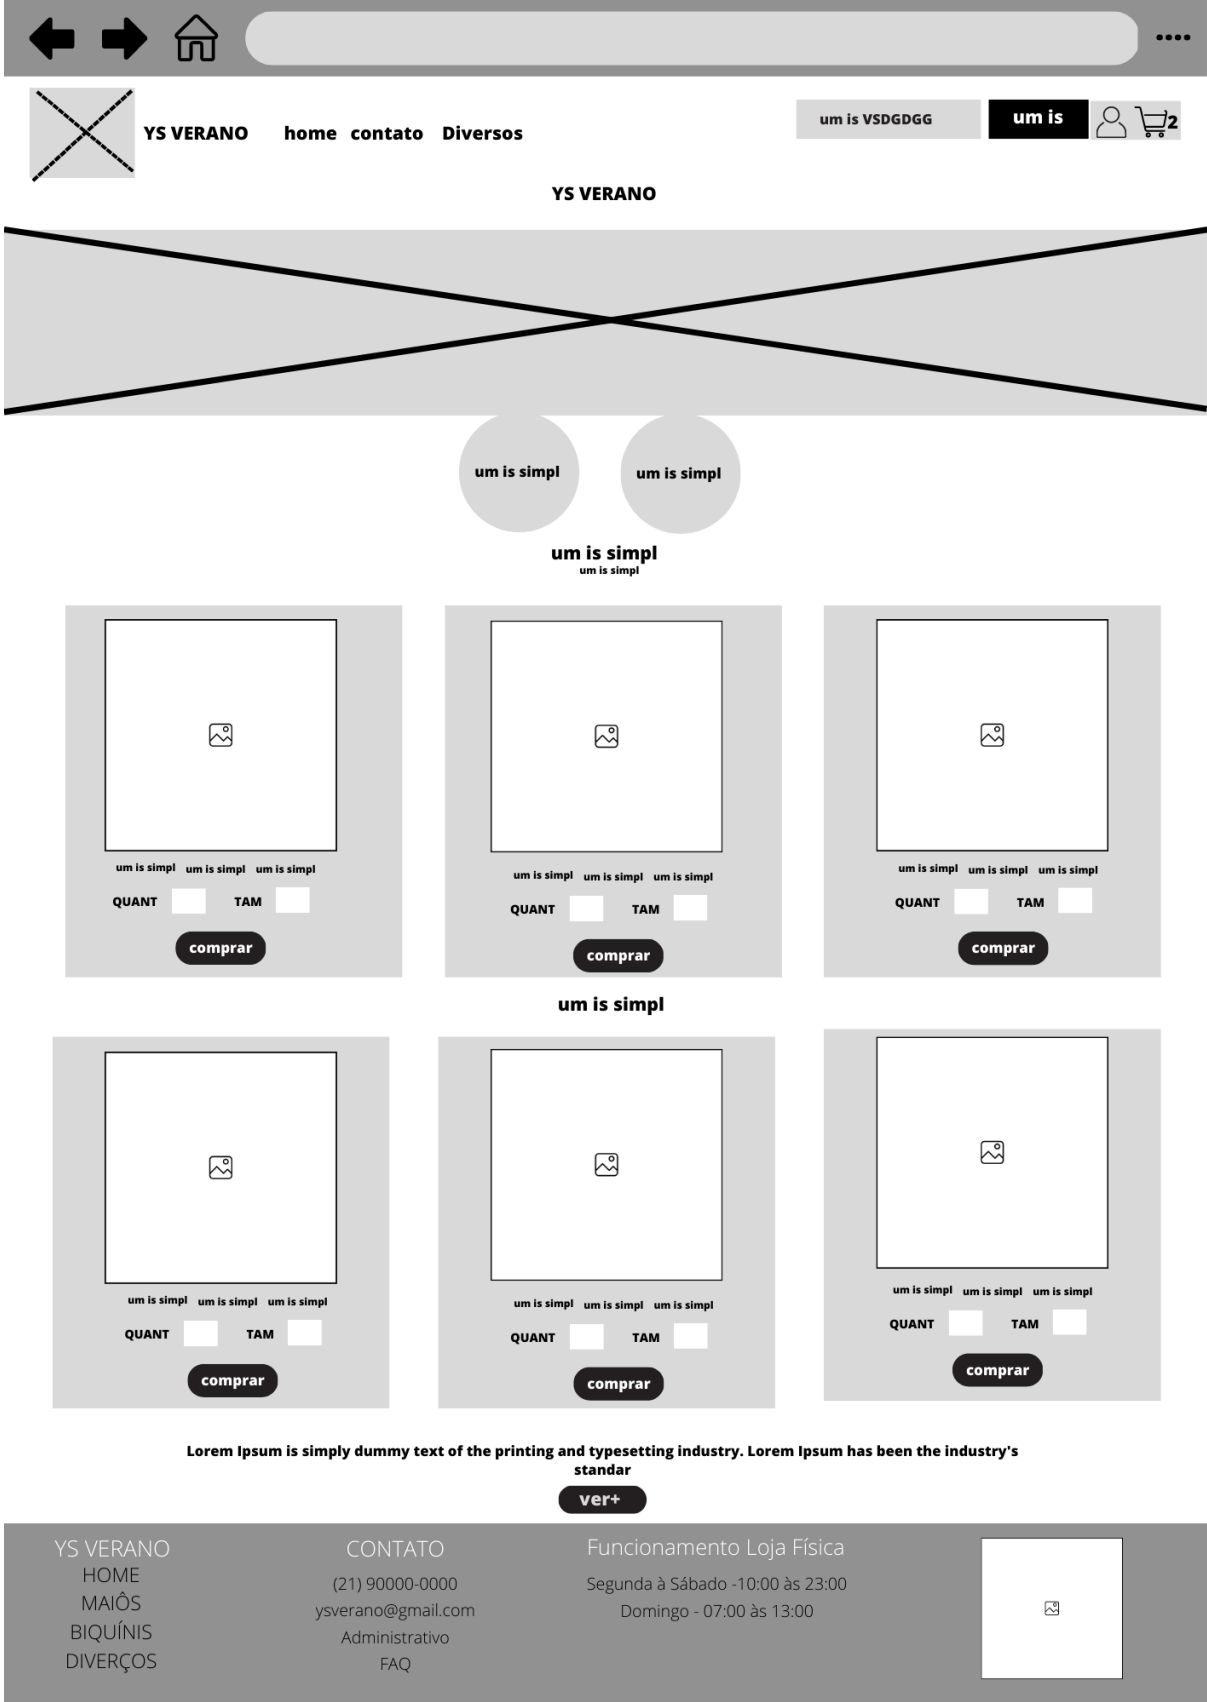 YS VERANO home contato Diversos um is VSDGDGG um is 2
YS VERANO
um is simpl um is simpl
um is simpl
um is simpl
um is simpl um is simpl um is simpl
QUANT TAM
comprar
um is simpl um is simpl um is simpl
QUANT TAM
comprar
um is simpl um is simpl um is simpl
QUANT TAM
comprar
um is simpl
um is simpl um is simpl um is simpl
QUANT TAM
comprar
um is simpl um is simpl um is simpl
QUANT TAM
comprar
um is simpl um is simpl um is simpl
QUANT TAM
comprar
Lorem Ipsum is simply dummy text of the printing and typesetting industry. Lorem Ipsum has been the industry's
standar
ver+
YS VERANO
HOME
MAIÔS
BIQUÍNIS
DIVERÇOS
CONTATO
(21) 90000-0000
ysverano@gmail.com
Administrativo
FAQ
Funcionamento Loja Física
Segunda à Sábado -10:00 às 23:00
Domingo - 07:00 às 13:00